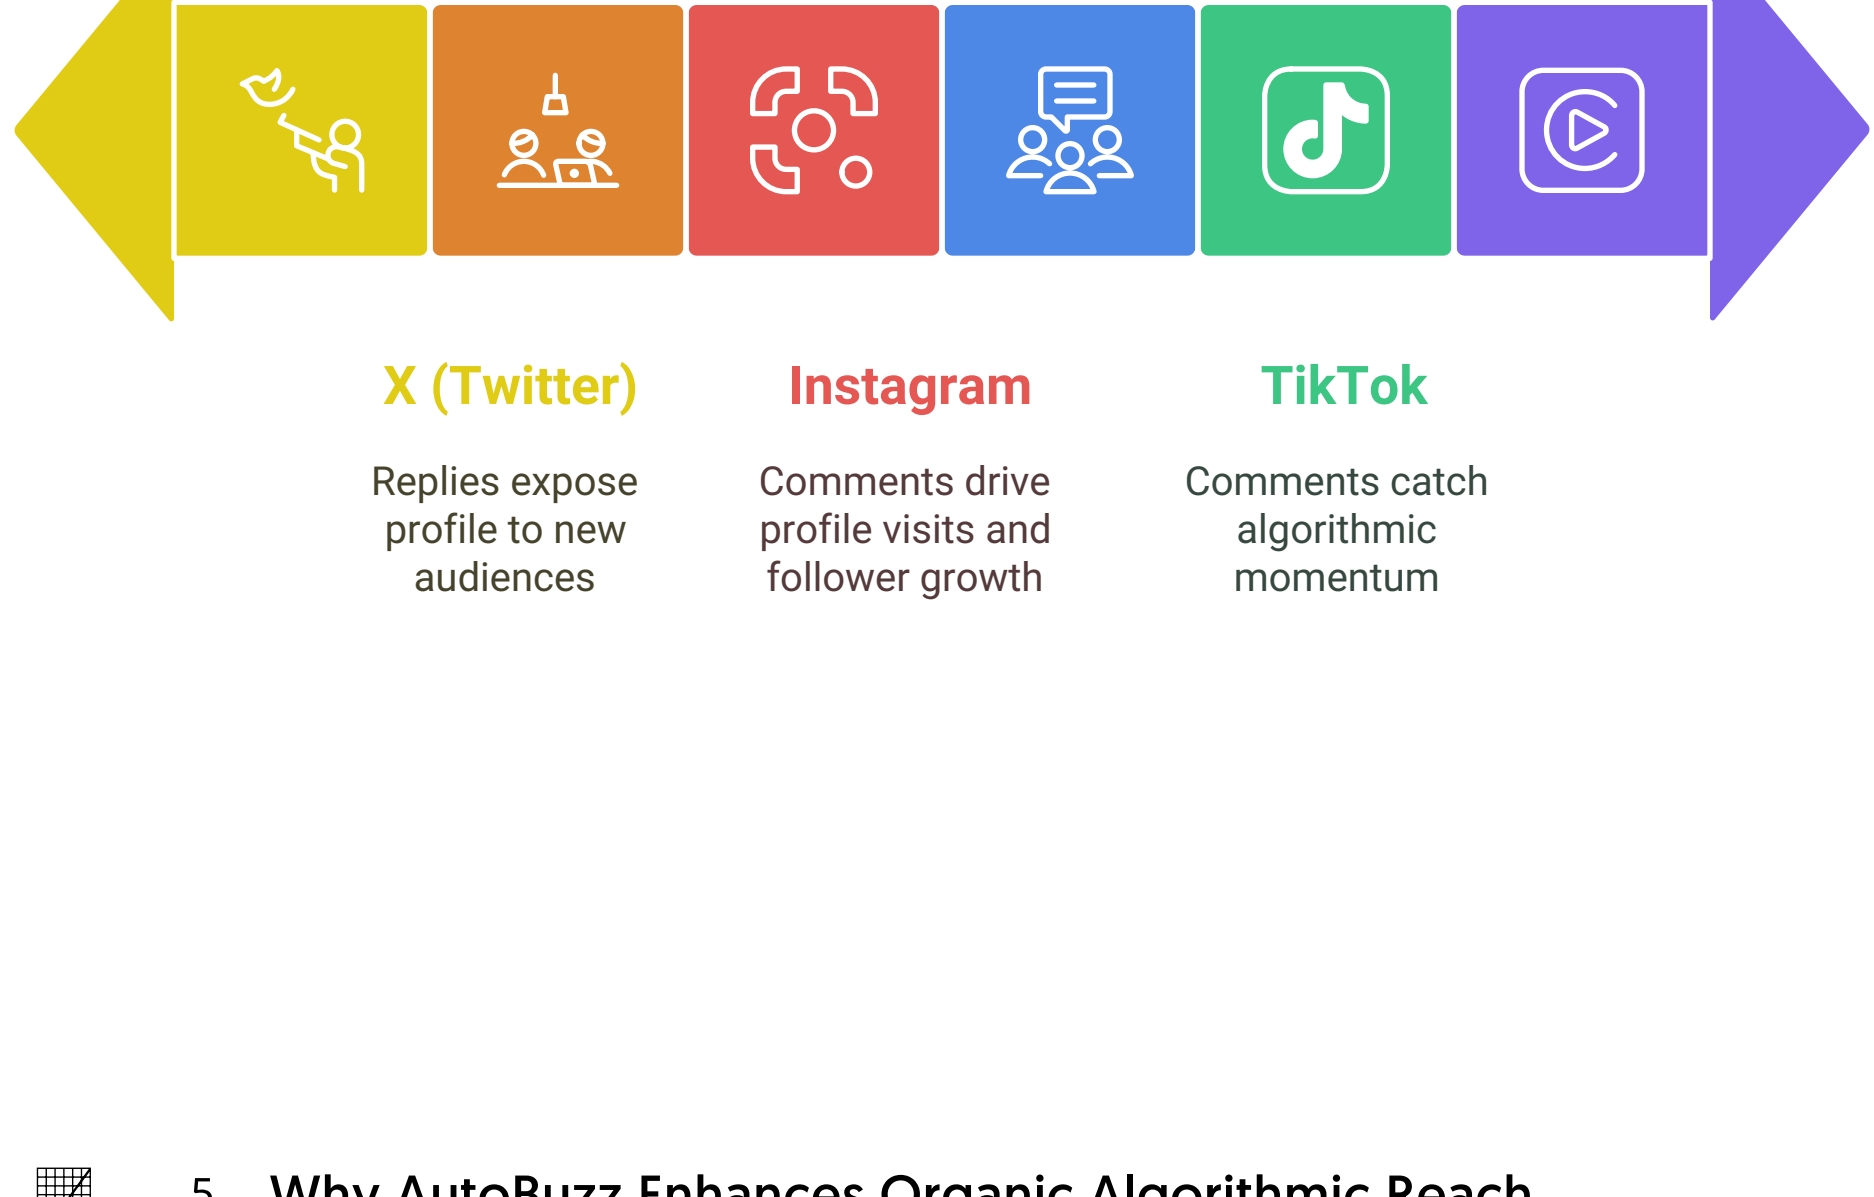 X (Twitter)
Replies expose
profile to new
audiences
Instagram
Comments drive
profile visits and
follower growth
TikTok
Comments catch
algorithmic
momentum
5 Why AutoBuzz Enhances Organic Algorithmic Reach